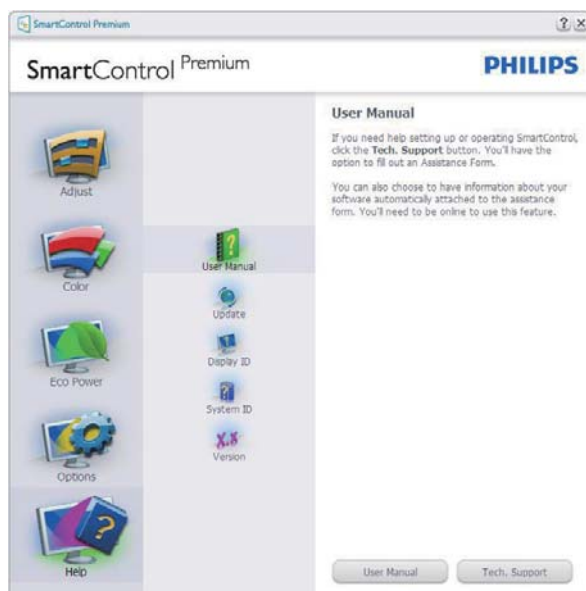 SmartControl Premium
SmartControl Premium
PHILIPS
Adjust
Color
Eco Power
Options
Help
User Manual
Update
Display ID
System ID
X.X
Version
User Manual
If you need help setting up or operating SmartControl,
click the Tech. Support button. You'll have the
option to fill out an Assistance Form.
You can also choose to have information about your
software automatically attached to the assistance
form. You'll need to be online to use this feature.
User Manual
Tech. Support